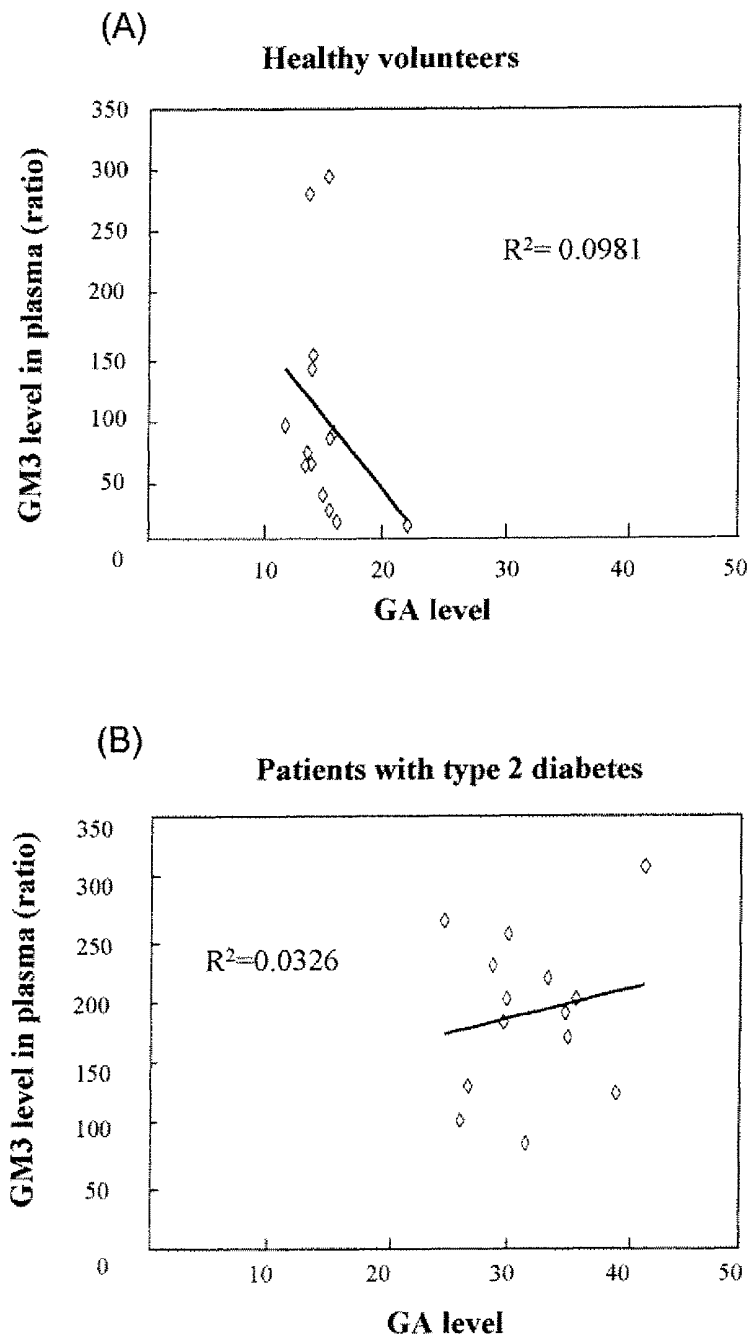 (A)
Healthy volunteers
GM3 level in plasma (ratio)
350
300
250
200
150
100
50
0
R²= 0.0981
10 20 30 40 50
GA level
(B)
Patients with type 2 diabetes
GM3 level in plasma (ratio)
350
300
250
200
150
100
50
0
R²=0.0326
10 20 30 40 50
GA level